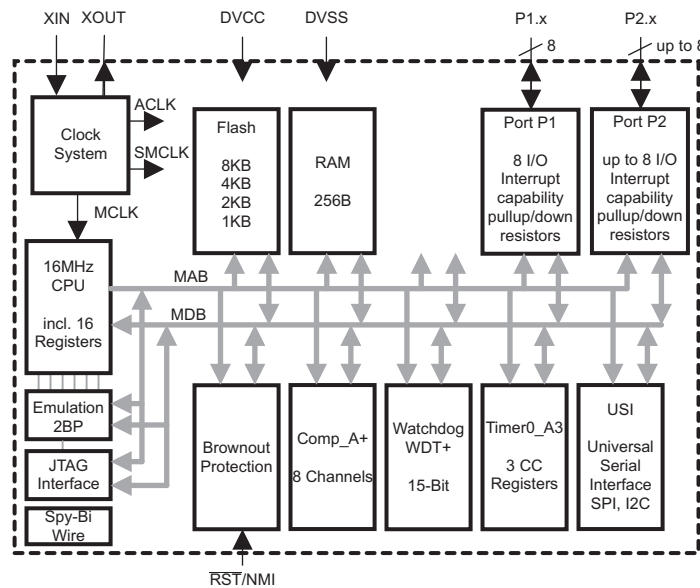 XIN XOUT DVCC DVSS P1.x P2.x
8 up to 8
Clock
System
ACLK
SMCLK
MCLK
Flash
8KB
4KB
2KB
1KB
RAM
256B
Port P1
8 I/O
Interrupt
capability
pullup/down
resistors
Port P2
up to 8 I/O
Interrupt
capability
pullup/down
resistors
16MHz
CPU
incl. 16
Registers
MAB
MDB
Emulation
2BP
JTAG
Interface
Spy-Bi
Wire
Brownout
Protection
Comp_A+
8 Channels
Watchdog
WDT+
15-Bit
Timer0_A3
3 CC
Registers
USI
Universal
Serial
Interface
SPI, I2C
RST/NMI